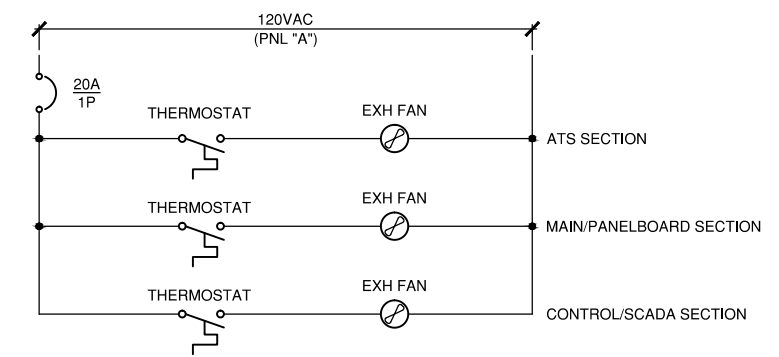 120VAC
(PNL "A")
20A
1P
THERMOSTAT
EXH FAN
ATS SECTION
THERMOSTAT
EXH FAN
MAIN/PANELBOARD SECTION
THERMOSTAT
EXH FAN
CONTROL/SCADA SECTION